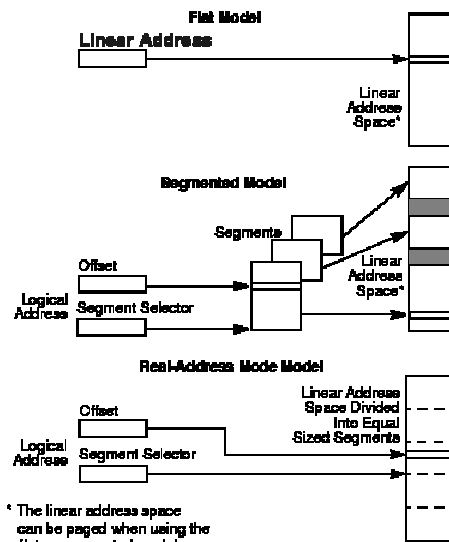 Flat Model
Linear Address
Linear
Address
Space*
Segmented Model
Segments
Offset
Logical
Address
Segment Selector
Linear
Address
Space*
Real-Address Mode Model
Offset
Logical
Address
Segment Selector
Linear Address
Space Divided
Into Equal
Sized Segments
* The linear address space
can be paged when using the